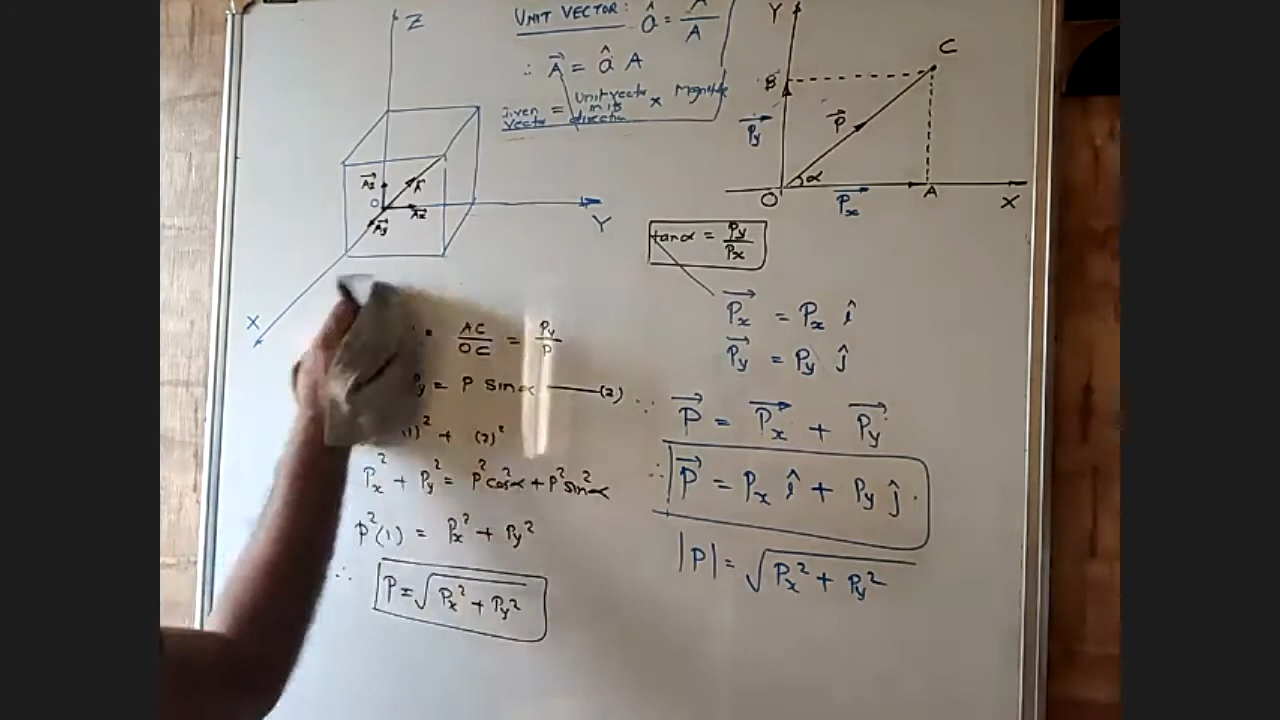 Z
Y
X
O
UNIT VECTOR: â = A / A
∴ A⃗ = â A
Given vector = Unit vector in its direction × Magnitude
A⃗z
A⃗
A⃗y
A⃗z
Y
B
C
P⃗y
P⃗
α
O
P⃗x
A
X
tanα = Py / Px
= AC / OC = Py / P
Py = P sinα —— (2)
(1)² + (2)²
Px² + Py² = P²cos²α + P²sin²α
P²(1) = Px² + Py²
∴ P = √Px² + Py²
P⃗x = Px î
P⃗y = Py ĵ
∴ P⃗ = P⃗x + P⃗y
∴ P⃗ = Px î + Py ĵ.
|P| = √Px² + Py²